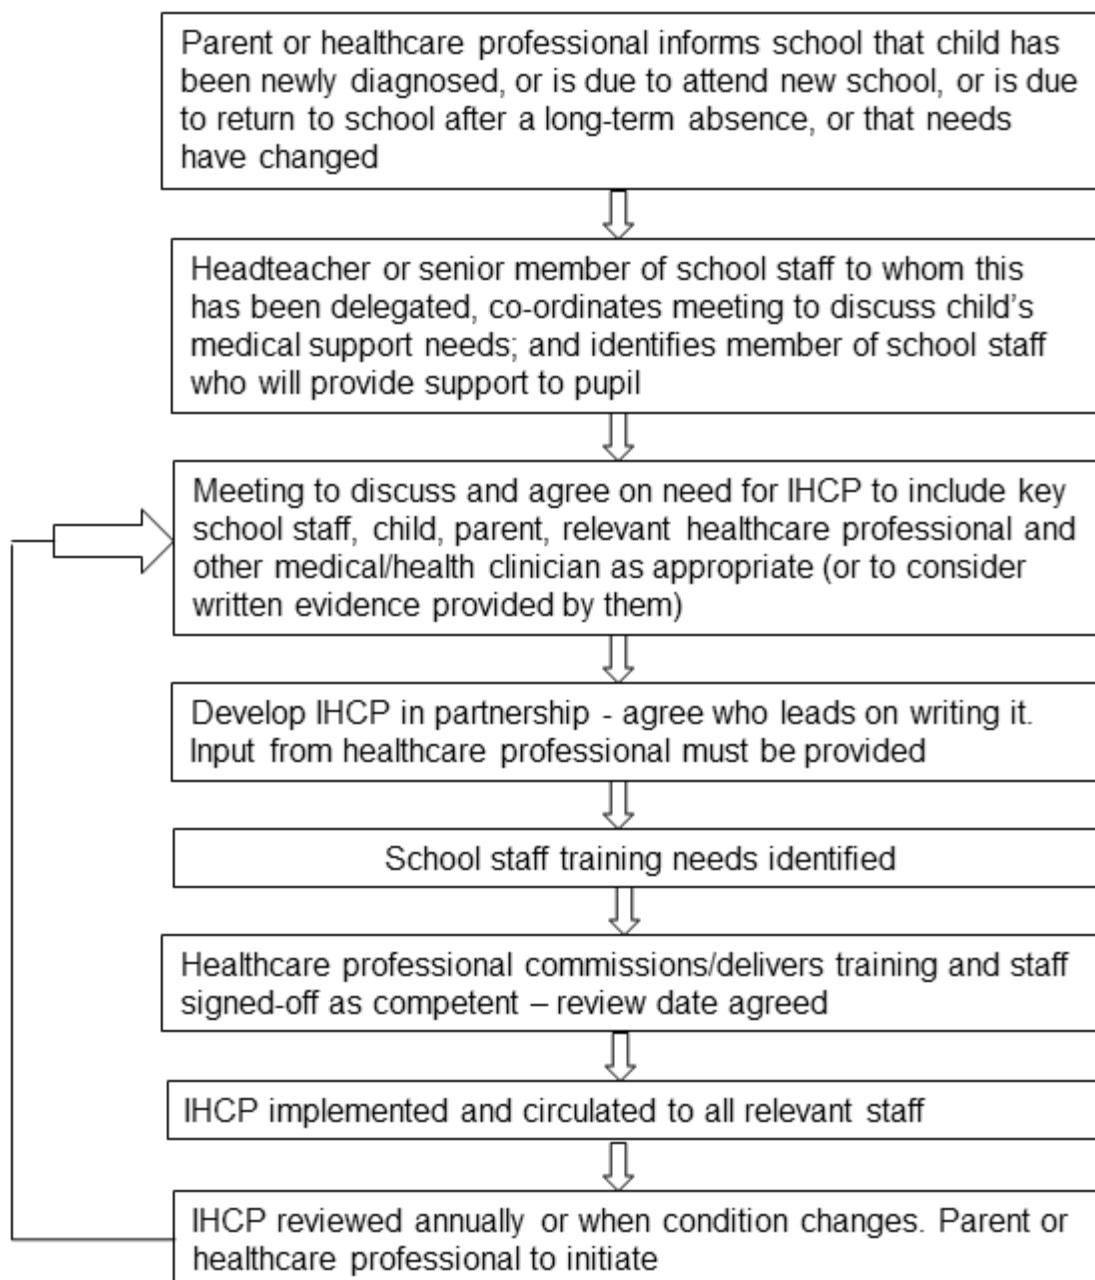 Parent or healthcare professional informs school that child has
been newly diagnosed, or is due to attend new school, or is due
to return to school after a long-term absence, or that needs
have changed
Headteacher or senior member of school staff to whom this
has been delegated, co-ordinates meeting to discuss child's
medical support needs; and identifies member of school staff
who will provide support to pupil
Meeting to discuss and agree on need for IHCP to include key
school staff, child, parent, relevant healthcare professional and
other medical/health clinician as appropriate (or to consider
written evidence provided by them)
Develop IHCP in partnership - agree who leads on writing it.
Input from healthcare professional must be provided
School staff training needs identified
Healthcare professional commissions/delivers training and staff
signed-off as competent – review date agreed
IHCP implemented and circulated to all relevant staff
IHCP reviewed annually or when condition changes. Parent or
healthcare professional to initiate